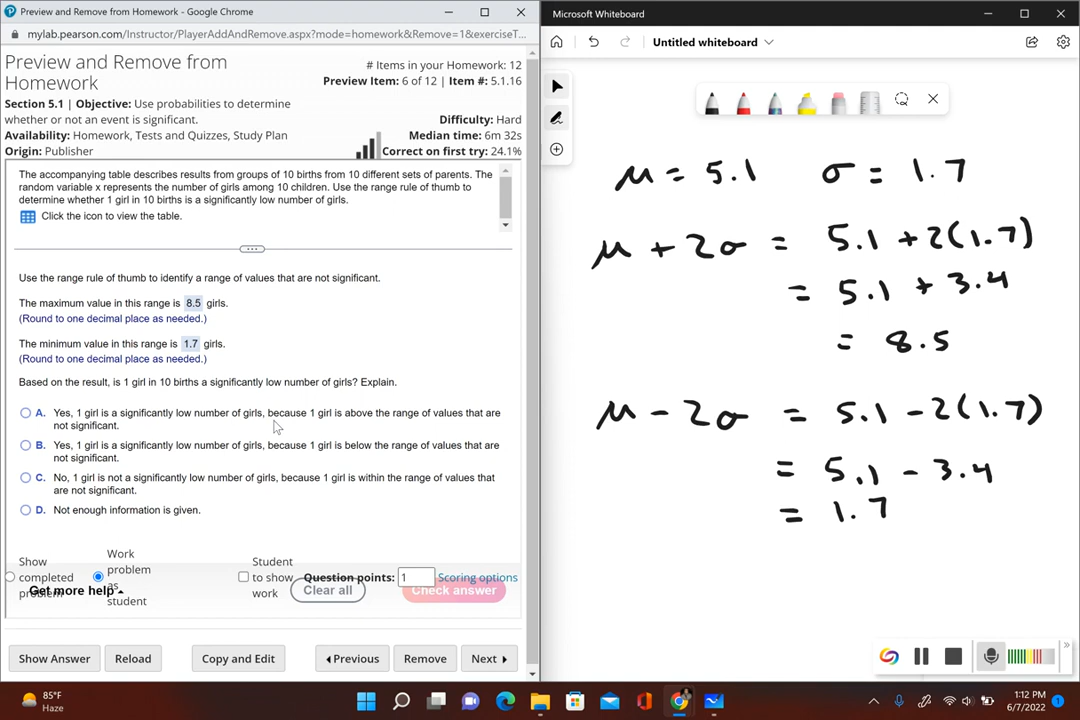 Preview and Remove from Homework - Google Chrome
mylab.pearson.com/Instructor/PlayerAddAndRemove.aspx?mode=homework&Remove=1&exerciseT...
Preview and Remove from
Homework
# Items in your Homework: 12
Preview Item: 6 of 12 | Item #: 5.1.16
Section 5.1 | Objective: Use probabilities to determine
whether or not an event is significant.
Availability: Homework, Tests and Quizzes, Study Plan
Origin: Publisher
Difficulty: Hard
Median time: 6m 32s
Correct on first try: 24.1%
The accompanying table describes results from groups of 10 births from 10 different sets of parents. The
random variable x represents the number of girls among 10 children. Use the range rule of thumb to
determine whether 1 girl in 10 births is a significantly low number of girls.
Click the icon to view the table.
Use the range rule of thumb to identify a range of values that are not significant.
The maximum value in this range is 8.5 girls.
(Round to one decimal place as needed.)
The minimum value in this range is 1.7 girls.
(Round to one decimal place as needed.)
Based on the result, is 1 girl in 10 births a significantly low number of girls? Explain.
A. Yes, 1 girl is a significantly low number of girls, because 1 girl is above the range of values that are
not significant.
B. Yes, 1 girl is a significantly low number of girls, because 1 girl is below the range of values that are
not significant.
C. No, 1 girl is not a significantly low number of girls, because 1 girl is within the range of values that
are not significant.
D. Not enough information is given.
Show
completed
problem
Work
problem
as
student
Student
to show
work
Question points: 1
Scoring options
Get more help
Clear all
Check answer
Show Answer
Reload
Copy and Edit
Previous
Remove
Next
Microsoft Whiteboard
Untitled whiteboard
μ = 5.1 σ = 1.7
μ + 2σ = 5.1 + 2(1.7)
= 5.1 + 3.4
= 8.5
μ - 2σ = 5.1 - 2(1.7)
= 5.1 - 3.4
= 1.7
85°F
Haze
1:12 PM
6/7/2022